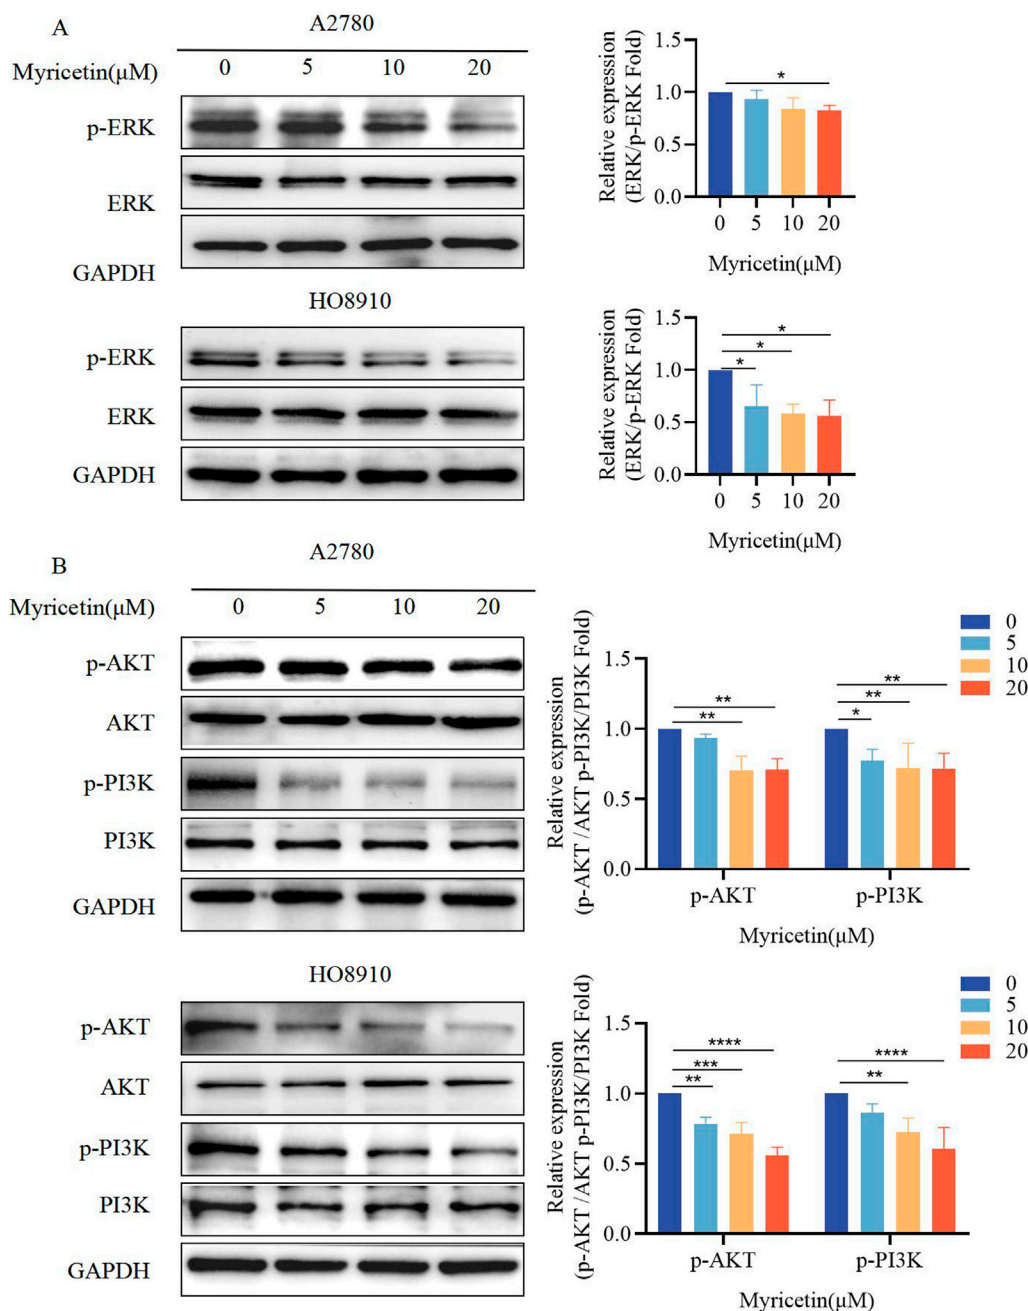 A
A2780
Myricetin(μM) 0 5 10 20
p-ERK
ERK
GAPDH
HO8910
p-ERK
ERK
GAPDH
Relative expression
(ERK/p-ERK Fold)
1.5
1.0
0.5
0.0
*
0 5 10 20
Myricetin(μM)
Relative expression
(ERK/p-ERK Fold)
1.5
1.0
0.5
0.0
*
*
*
0 5 10 20
Myricetin(μM)
B
A2780
Myricetin(μM) 0 5 10 20
p-AKT
AKT
p-PI3K
PI3K
GAPDH
Relative expression
(p-AKT /AKT p-PI3K/PI3K Fold)
1.5
1.0
0.5
0.0
**
**
**
**
*
p-AKT p-PI3K
Myricetin(μM)
0
5
10
20
HO8910
p-AKT
AKT
p-PI3K
PI3K
GAPDH
Relative expression
(p-AKT /AKT p-PI3K/PI3K Fold)
1.5
1.0
0.5
0.0
****
***
**
****
**
p-AKT p-PI3K
Myricetin(μM)
0
5
10
20